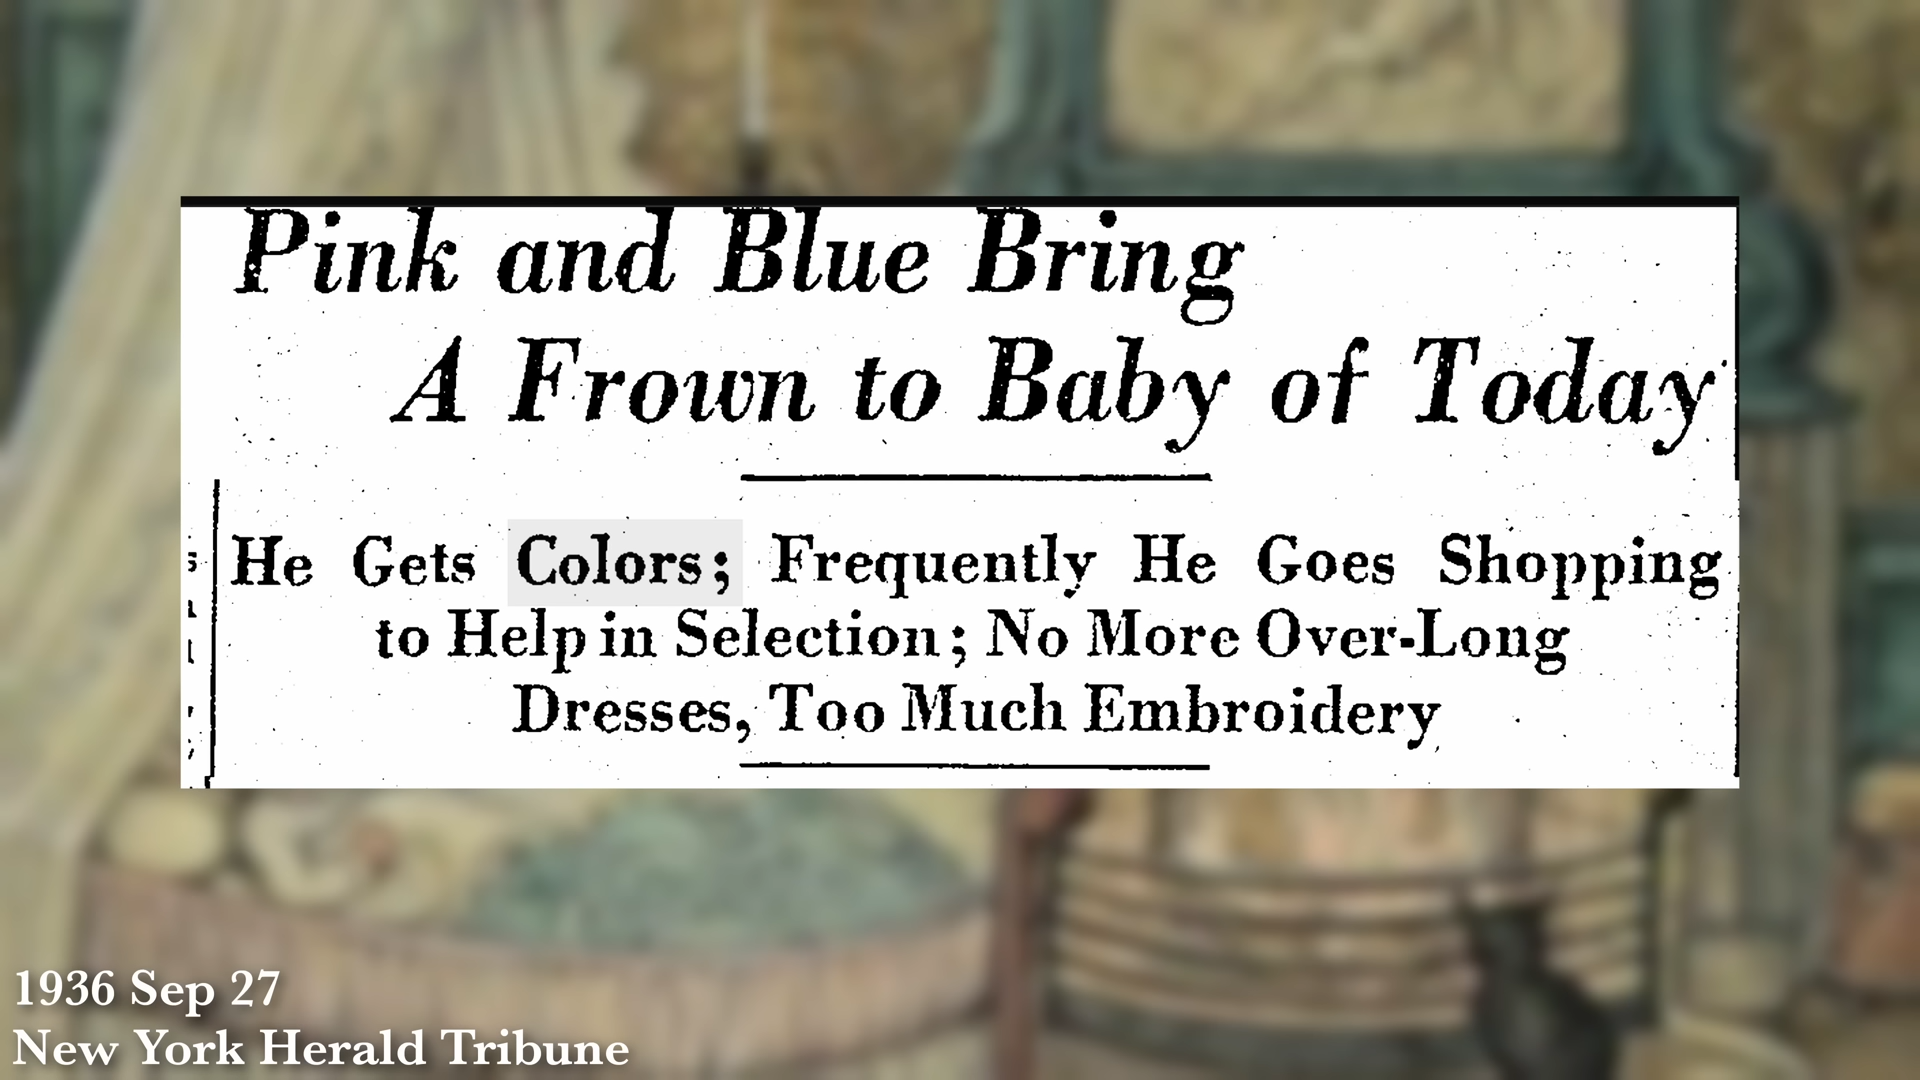 Pink and Blue Bring
A Frown to Baby of Today
He Gets Colors; Frequently He Goes Shopping
to Help in Selection; No More Over-Long
Dresses, Too Much Embroidery
1936 Sep 27
New York Herald Tribune